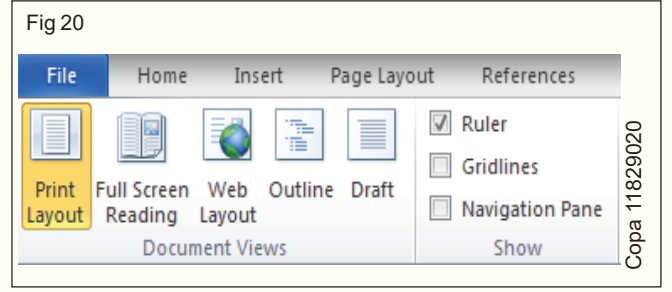 Fig 20
File Home Insert Page Layout References
Print Layout Full Screen Reading Web Layout Outline Draft
Document Views
Ruler
Gridlines
Navigation Pane
Show
Copa 11829020